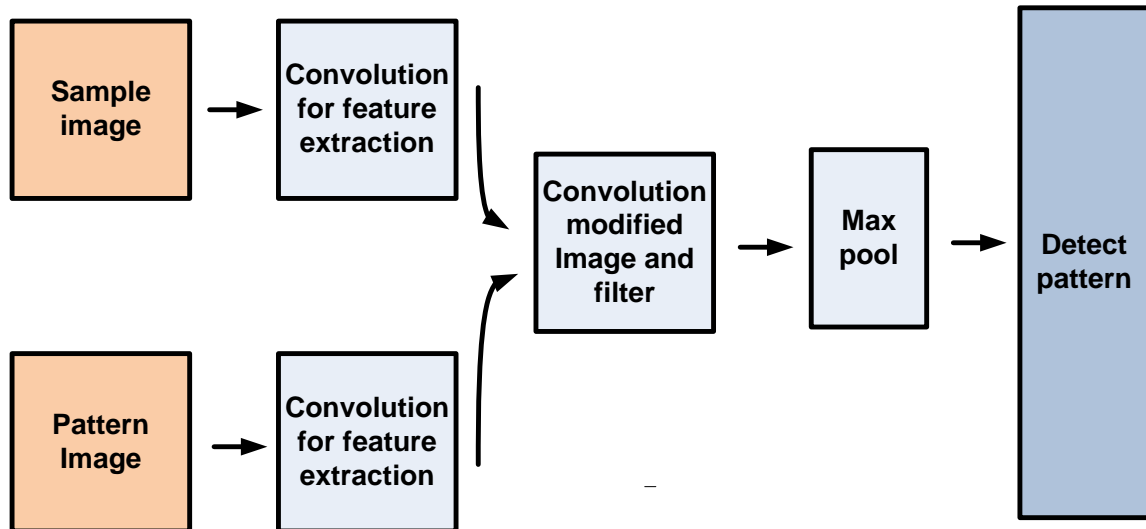 Sample
image
Convolution
for feature
extraction
Convolution
modified
Image and
filter
Max
pool
Detect
pattern
Pattern
Image
Convolution
for feature
extraction